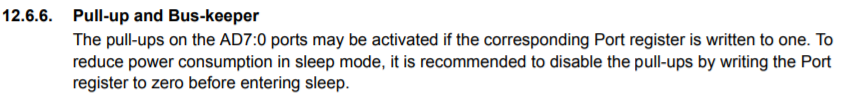 12.6.6. Pull-up and Bus-keeper
The pull-ups on the AD7:0 ports may be activated if the corresponding Port register is written to one. To
reduce power consumption in sleep mode, it is recommended to disable the pull-ups by writing the Port
register to zero before entering sleep.